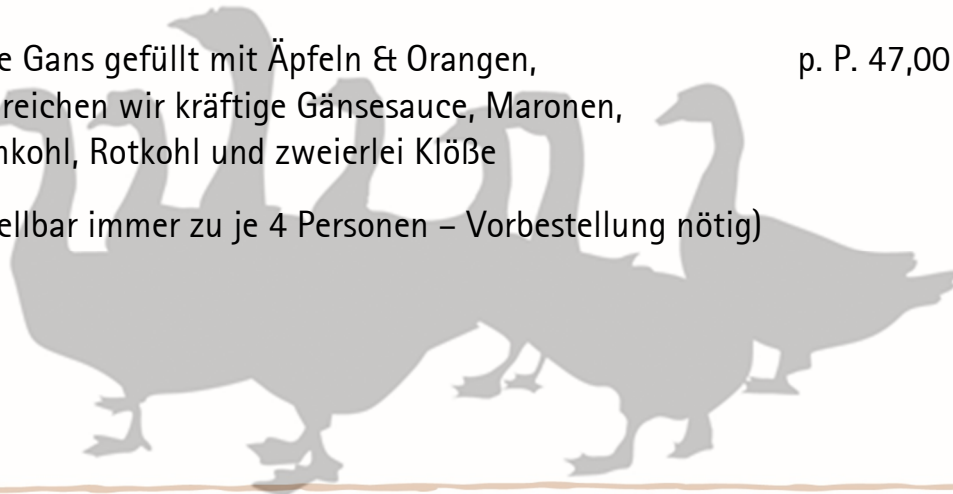 e Gans gefüllt mit Äpfeln & Orangen, p. P. 47,00
reichen wir kräftige Gänsesauce, Maronen,
nkohl, Rotkohl und zweierlei Klöße
ellbar immer zu je 4 Personen – Vorbestellung nötig)